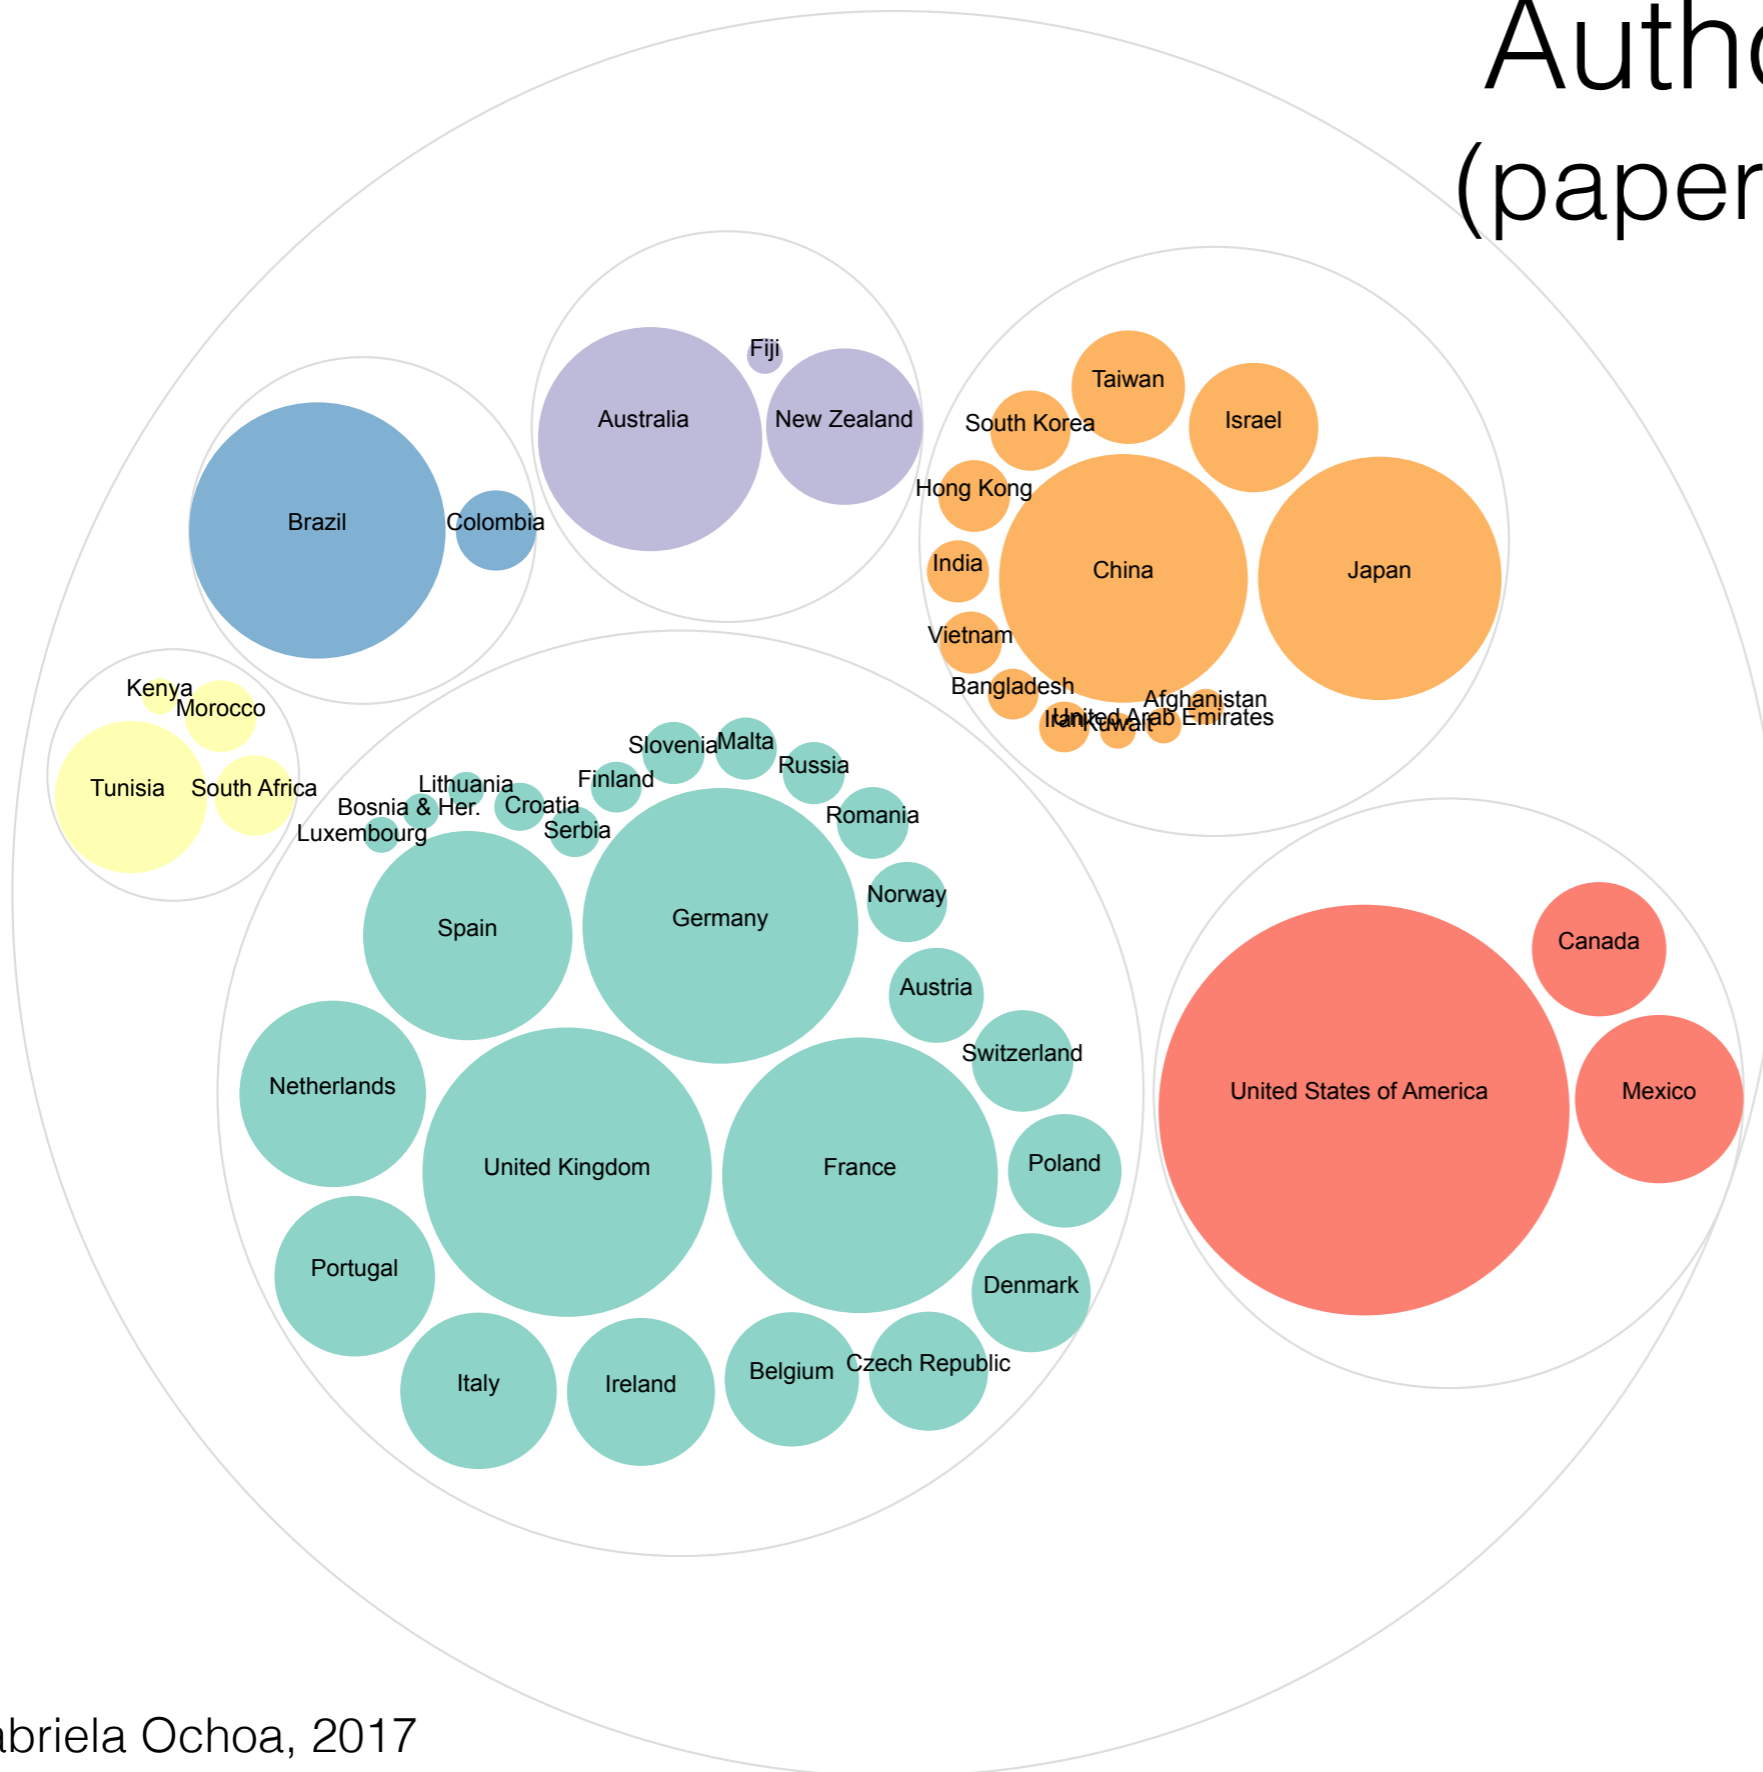 Autho
(paper
Fiji
Australia
New Zealand
Taiwan
Israel
South Korea
Hong Kong
Brazil
Colombia
India
China
Japan
Vietnam
Bangladesh
Afghanistan
Iran
Kuwait
United Arab Emirates
Kenya
Morocco
Tunisia
South Africa
Slovenia
Malta
Russia
Finland
Lithuania
Bosnia & Her.
Croatia
Luxembourg
Serbia
Romania
Norway
Spain
Germany
Austria
Switzerland
Netherlands
United Kingdom
France
Poland
Portugal
Denmark
Italy
Ireland
Belgium
Czech Republic
Canada
United States of America
Mexico
abriela Ochoa, 2017